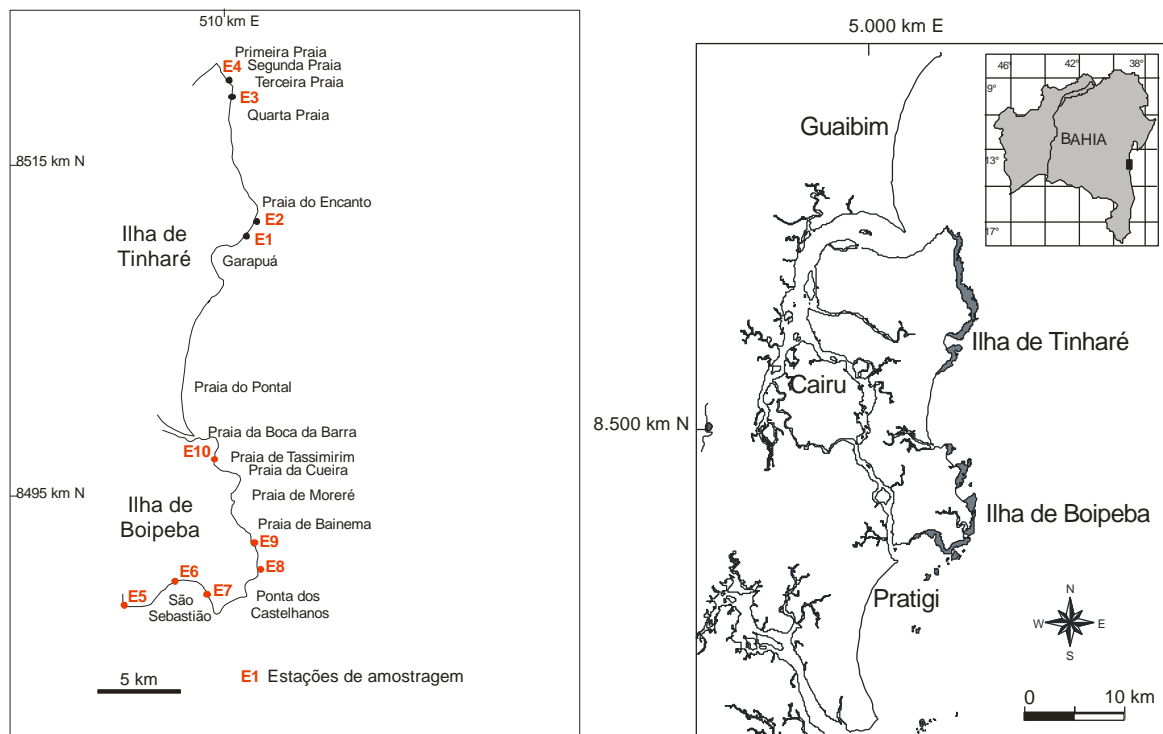 510 km E
Primeira Praia
E4 Segunda Praia
Terceira Praia
E3
Quarta Praia
8515 km N
Praia do Encanto
E2
E1
Ilha de
Tinharé
Garapuá
Praia do Pontal
Praia da Boca da Barra
E10
Praia de Tassimirim
Praia da Cueira
8495 km N
Praia de Moreré
Ilha de
Boipeba
Praia de Bainema
E9
E8
E6
E7
E5
São
Sebastião
Ponta dos
Castelhanos
5 km
E1 Estações de amostragem
5.000 km E
46° 42° 38°
9°
BAHIA
13°
17°
Guaibim
Ilha de Tinharé
Cairu
8.500 km N
Ilha de Boipeba
Pratigi
N
W E
S
0 10 km